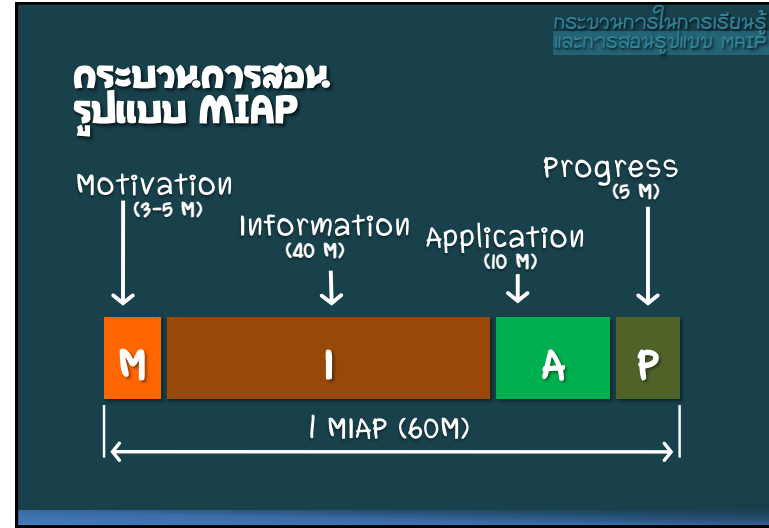 กระบวนการในการเรียนรู้
และการสอนรูปแบบ MAIP
กระบวนการสอน
รูปแบบ MIAP
Motivation
(3-5 M)
Information
(40 M)
Application
(10 M)
Progress
(5 M)
M
I
A
P
1 MIAP (60M)